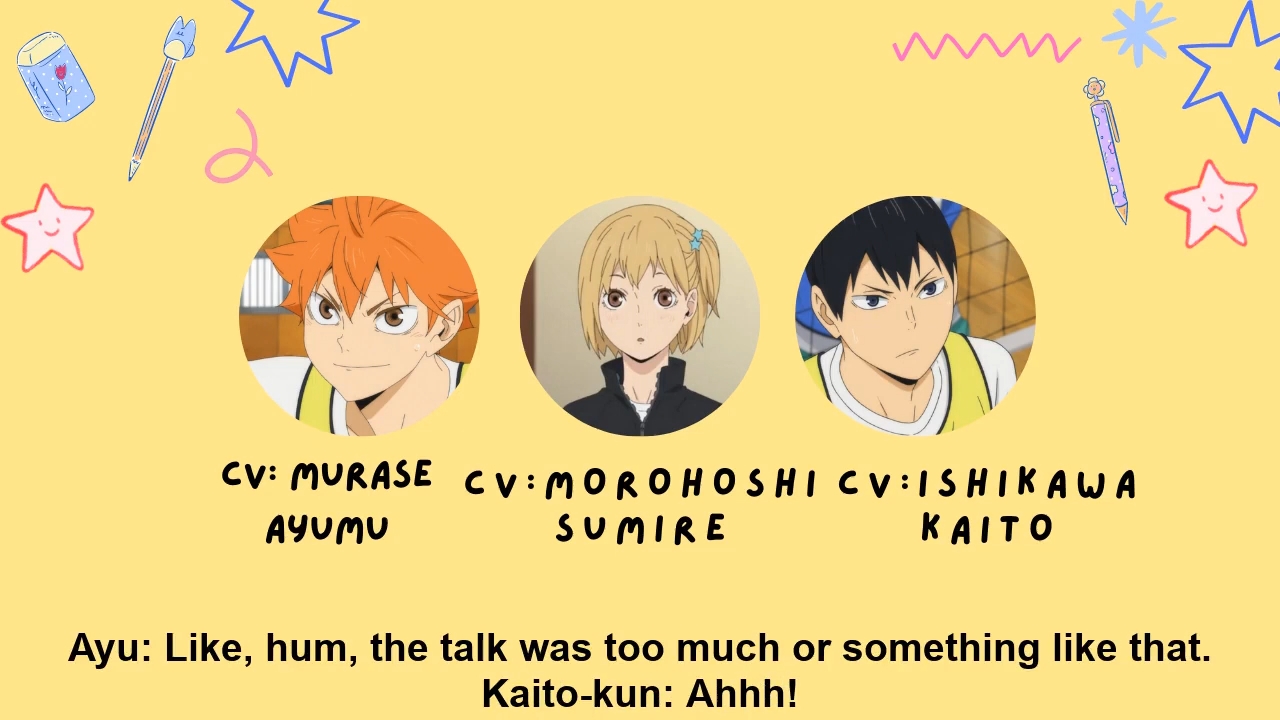 CV: MURASE
AYUMU
CV:MOROHOSHI
SUMIRE
CV:ISHIKAWA
KAITO
Ayu: Like, hum, the talk was too much or something like that.
Kaito-kun: Ahhh!